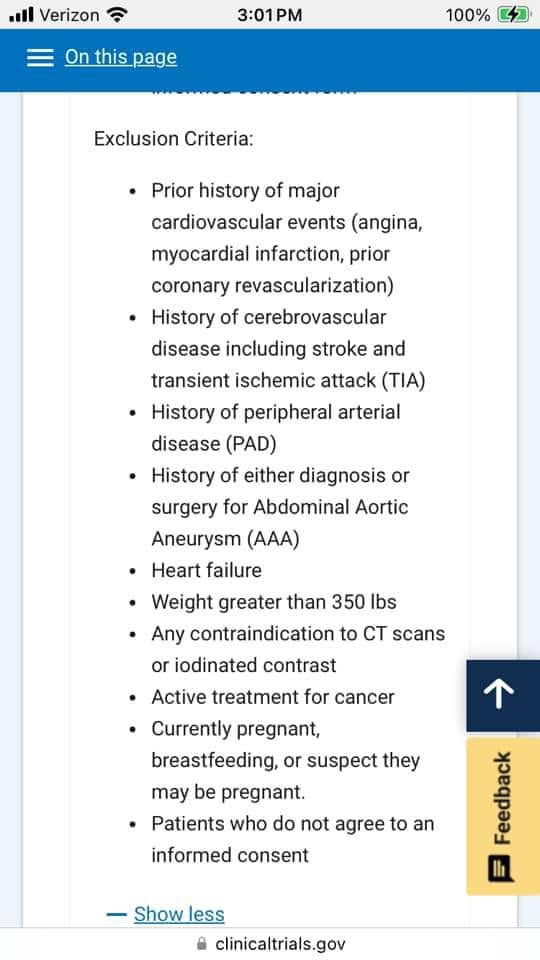 Verizon 3:01 PM 100%
On this page
Exclusion Criteria:
• Prior history of major
cardiovascular events (angina,
myocardial infarction, prior
coronary revascularization)
• History of cerebrovascular
disease including stroke and
transient ischemic attack (TIA)
• History of peripheral arterial
disease (PAD)
• History of either diagnosis or
surgery for Abdominal Aortic
Aneurysm (AAA)
• Heart failure
• Weight greater than 350 lbs
• Any contraindication to CT scans
or iodinated contrast
• Active treatment for cancer
• Currently pregnant,
breastfeeding, or suspect they
may be pregnant.
• Patients who do not agree to an
informed consent
Feedback
— Show less
clinicaltrials.gov